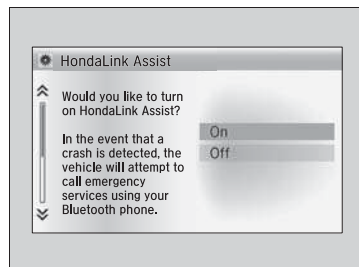 HondaLink Assist
Would you like to turn
on HondaLink Assist?
In the event that a
crash is detected, the
vehicle will attempt to
call emergency
services using your
Bluetooth phone.
On
Off